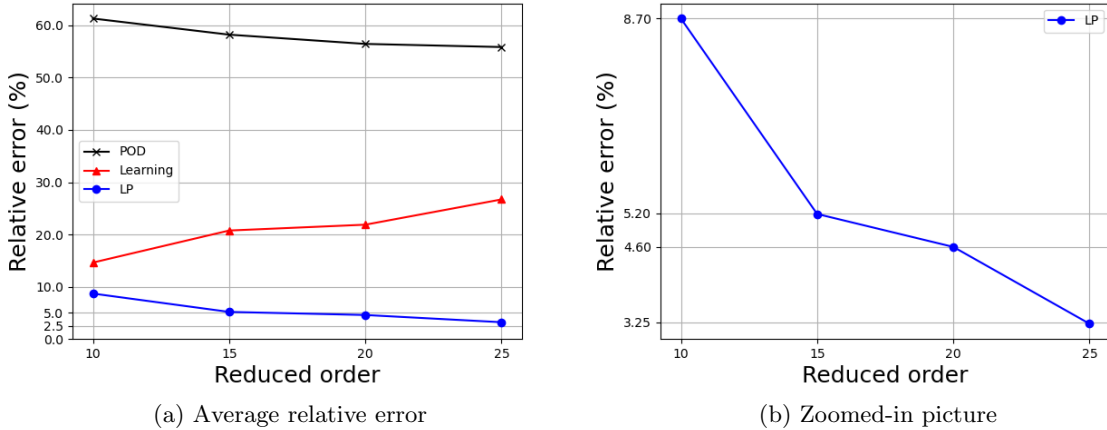 60.0
50.0
40.0
30.0
20.0
10.0
5.0
2.5
0.0
Relative error (%)
POD
Learning
LP
10 15 20 25
Reduced order
(a) Average relative error
8.70
5.20
4.60
3.25
Relative error (%)
LP
10 15 20 25
Reduced order
(b) Zoomed-in picture